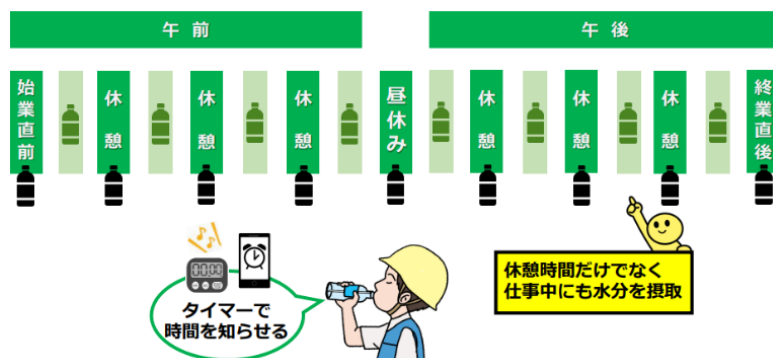 午前
午後
始業直前
休憩
休憩
休憩
昼休み
休憩
休憩
休憩
終業直後
00:00
タイマーで
時間を知らせる
休憩時間だけでなく
仕事中にも水分を摂取